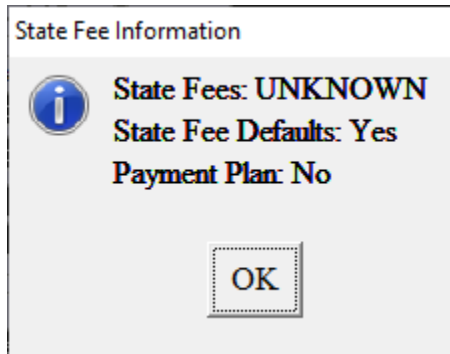 State Fee Information
State Fees: UNKNOWN
State Fee Defaults: Yes
Payment Plan: No
OK